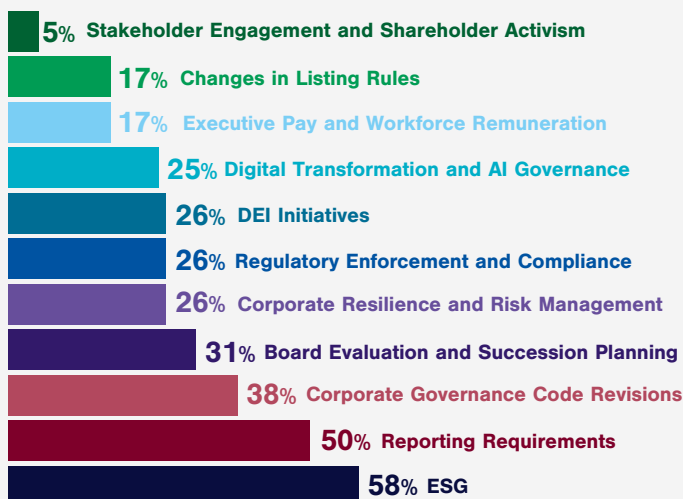 5% Stakeholder Engagement and Shareholder Activism
17% Changes in Listing Rules
17% Executive Pay and Workforce Remuneration
25% Digital Transformation and AI Governance
26% DEI Initiatives
26% Regulatory Enforcement and Compliance
26% Corporate Resilience and Risk Management
31% Board Evaluation and Succession Planning
38% Corporate Governance Code Revisions
50% Reporting Requirements
58% ESG